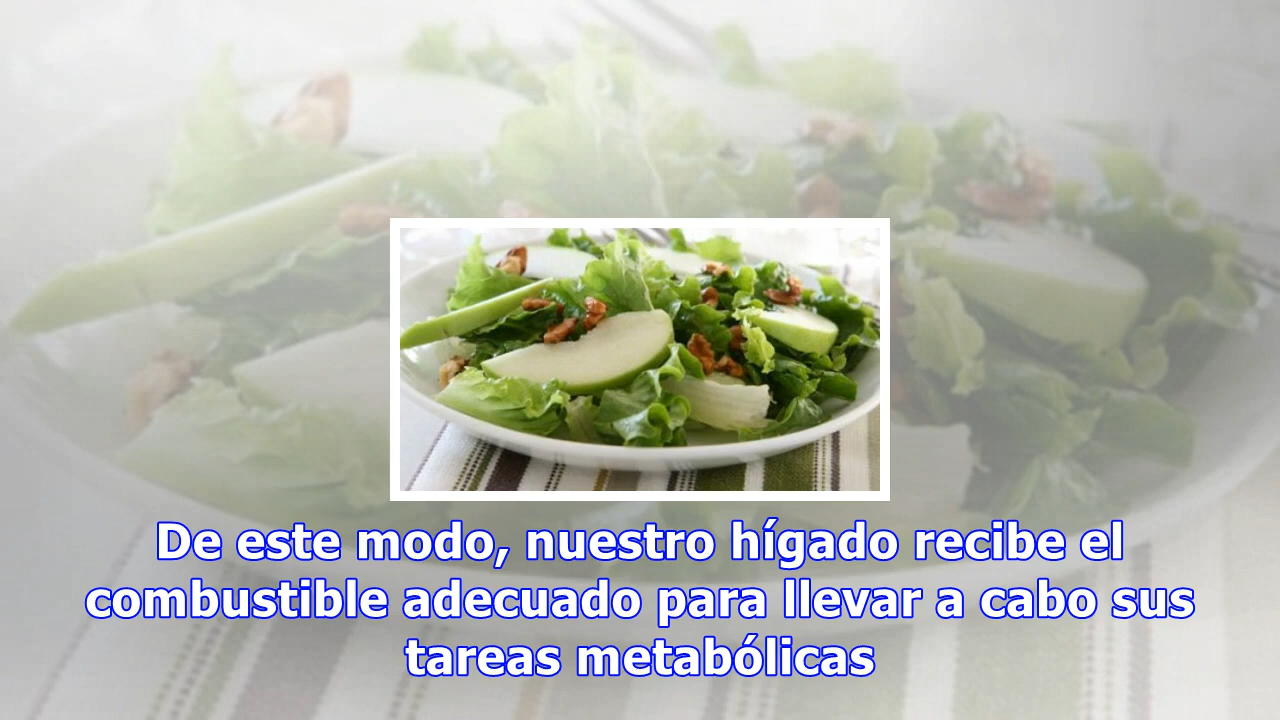 De este modo, nuestro hígado recibe el
combustible adecuado para llevar a cabo sus
tareas metabólicas